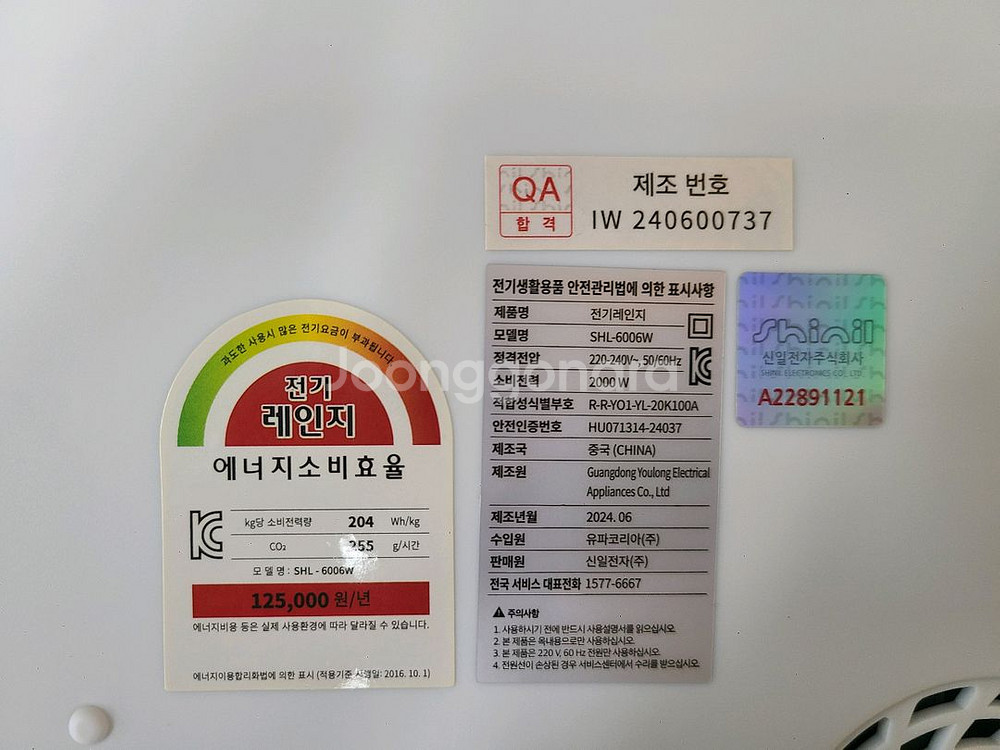 QA
합격
제조 번호
IW 240600737
전기생활용품 안전관리법에 의한 표시사항
제품명 전기레인지
모델명 SHL-6006W
정격전압 220-240V~, 50/60Hz
소비전력 2000 W
적합성식별부호 R-R-YO1-YL-20K100A
안전인증번호 HU071314-24037
제조국 중국 (CHINA)
제조원 Guangdong Youlong Electrical
Appliances Co., Ltd
제조년월 2024. 06
수입원 유파코리아(주)
판매원 신일전자(주)
전국 서비스 대표전화 1577-6667
주의사항
1. 사용하시기 전에 반드시 사용설명서를 읽으십시오.
2. 본 제품은 옥내용으로만 사용하십시오.
3. 본 제품은 220 V, 60 Hz 전원만 사용하십시오.
4. 전원선이 손상된 경우 서비스센터에서 수리를 받으십시오.
Shinil
신일전자주식회사
SHINIL ELECTRONICS CO., LTD.
A22891121
과도한 사용시 많은 전기요금이 부과됩니다
전기
레인지
에너지소비효율
kg당 소비전력량 204 Wh/kg
CO₂ 255 g/시간
모델명 : SHL - 6006W
125,000 원/년
에너지비용 등은 실제 사용환경에 따라 달라질 수 있습니다.
에너지이용합리화법에 의한 표시 (적용기준 시행일: 2016. 10. 1)
Joonggonara